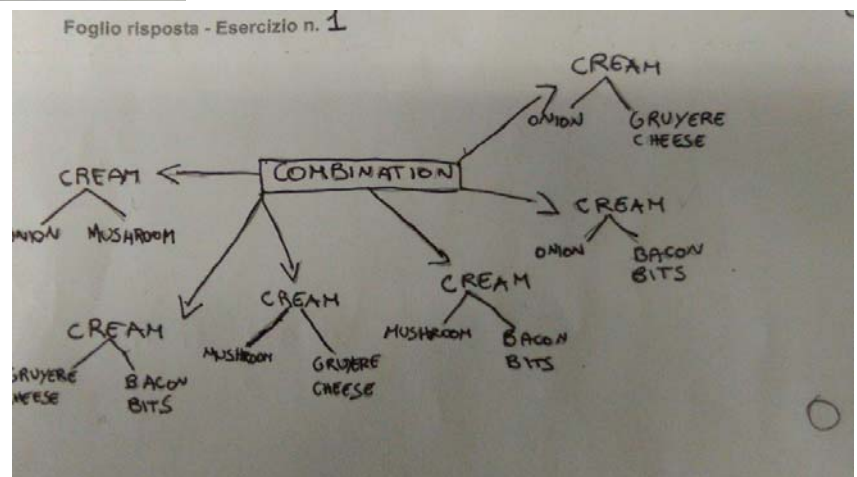 Foglio risposta - Esercizio n. 1
CREAM
ONION GRUYERE
CHEESE
COMBINATION
CREAM
MUSHROOM
CREAM
ONION BACON
BITS
CREAM
MUSHROOM BACON
BITS
CREAM
MUSHROOM GRUYERE
CHEESE
CREAM
BACON
BITS